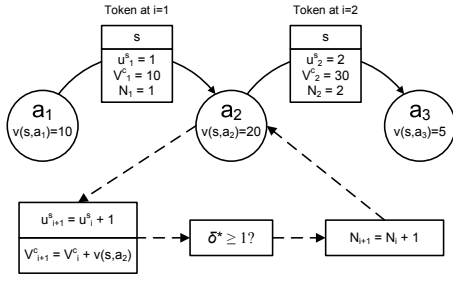 Token at i=1
Token at i=2
s
u^s_1 = 1
V^c_1 = 10
N_1 = 1
s
u^s_2 = 2
V^c_2 = 30
N_2 = 2
a_1
v(s,a_1)=10
a_2
v(s,a_2)=20
a_3
v(s,a_3)=5
u^s_{i+1} = u^s_i + 1
V^c_{i+1} = V^c_i + v(s,a_2)
δ* ≥ 1?
N_{i+1} = N_i + 1